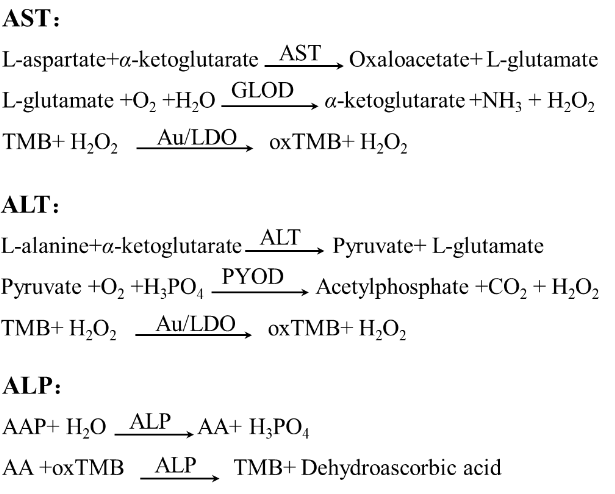 AST：
L-aspartate+α-ketoglutarate AST Oxaloacetate+ L-glutamate
L-glutamate +O₂ +H₂O GLOD α-ketoglutarate +NH₃ + H₂O₂
TMB+ H₂O₂ Au/LDO oxTMB+ H₂O₂
ALT：
L-alanine+α-ketoglutarate ALT Pyruvate+ L-glutamate
Pyruvate +O₂ +H₃PO₄ PYOD Acetylphosphate +CO₂ + H₂O₂
TMB+ H₂O₂ Au/LDO oxTMB+ H₂O₂
ALP：
AAP+ H₂O ALP AA+ H₃PO₄
AA +oxTMB ALP TMB+ Dehydroascorbic acid